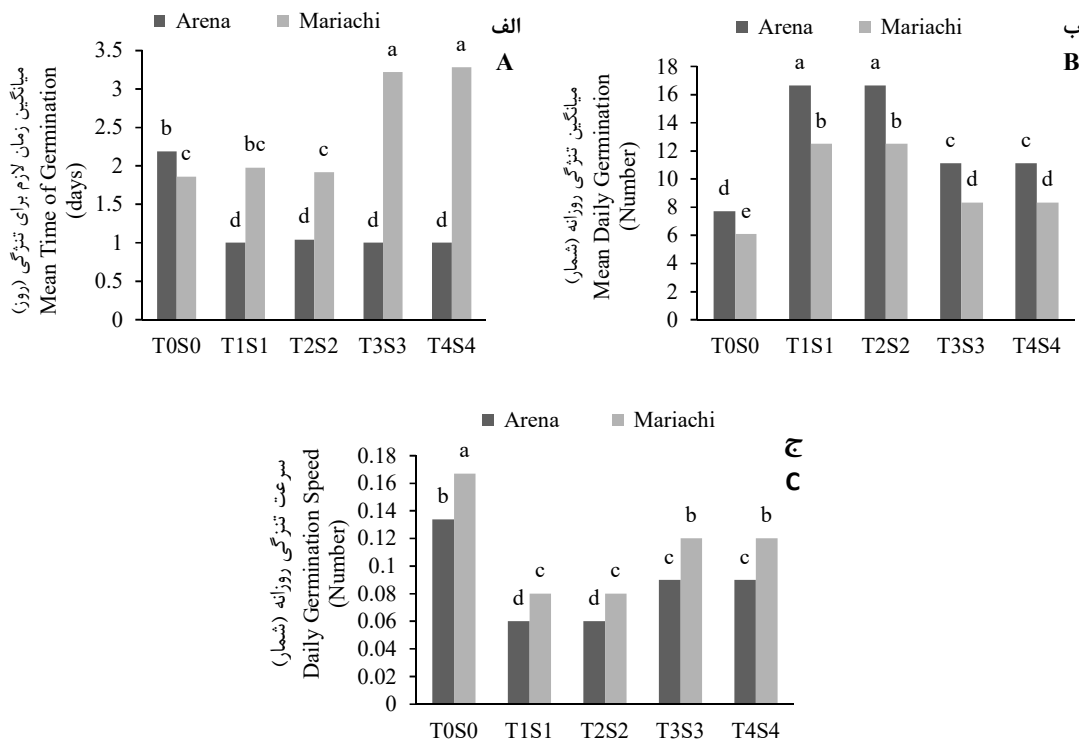 Arena Mariachi
الف
A
میانگین زمان لازم برای تنژگی (روز)
Mean Time of Germination
(days)
3.5
3
2.5
2
1.5
1
0.5
0
b c d bc d c d a d a
T0S0 T1S1 T2S2 T3S3 T4S4
Arena Mariachi
ب
B
میانگین تنژگی روزانه (شمار)
Mean Daily Germination
(Number)
18
16
14
12
10
8
6
4
2
0
d e a b a b c d c d
T0S0 T1S1 T2S2 T3S3 T4S4
Arena Mariachi
ج
C
سرعت تنژگی روزانه (شمار)
Daily Germination Speed
(Number)
0.18
0.16
0.14
0.12
0.1
0.08
0.06
0.04
0.02
0
b a d c d c c b c b
T0S0 T1S1 T2S2 T3S3 T4S4